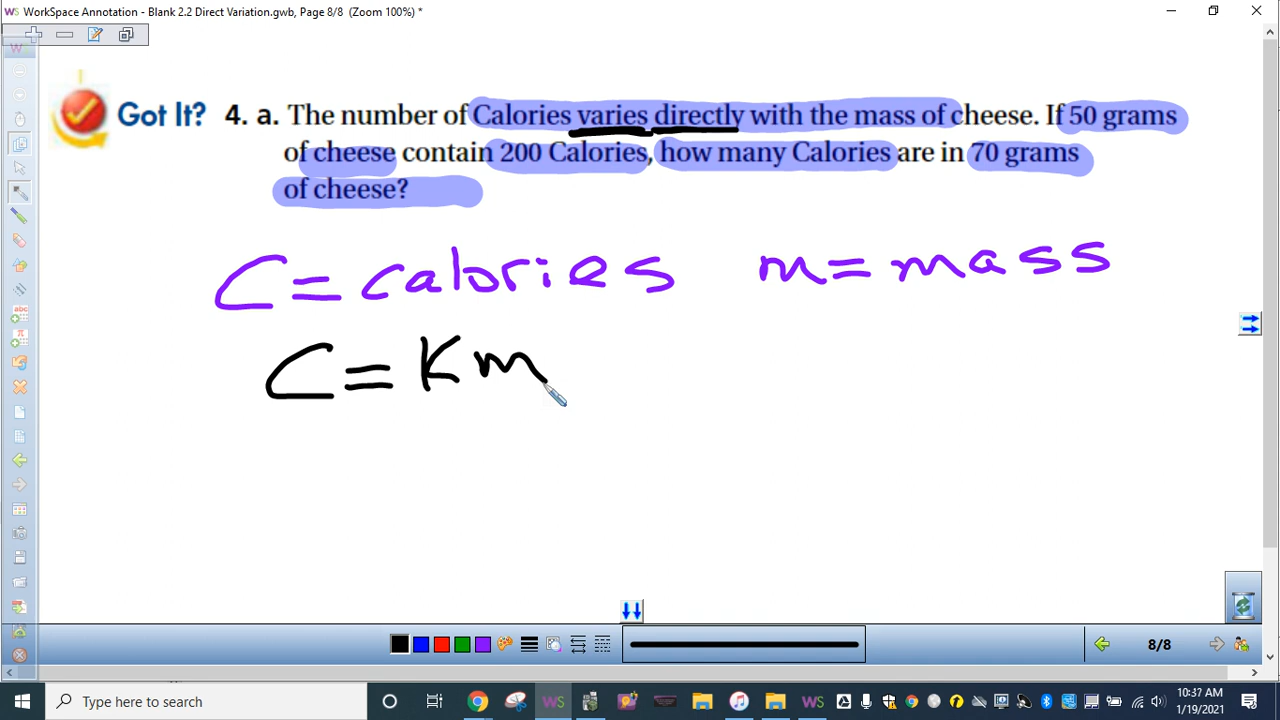 WorkSpace Annotation - Blank 2.2 Direct Variation.gwb, Page 8/8 (Zoom 100%) *
Got It? 4. a. The number of Calories varies directly with the mass of cheese. If 50 grams
of cheese contain 200 Calories, how many Calories are in 70 grams
of cheese?
C = calories m = mass
C = Km
8/8
Type here to search
10:37 AM
1/19/2021